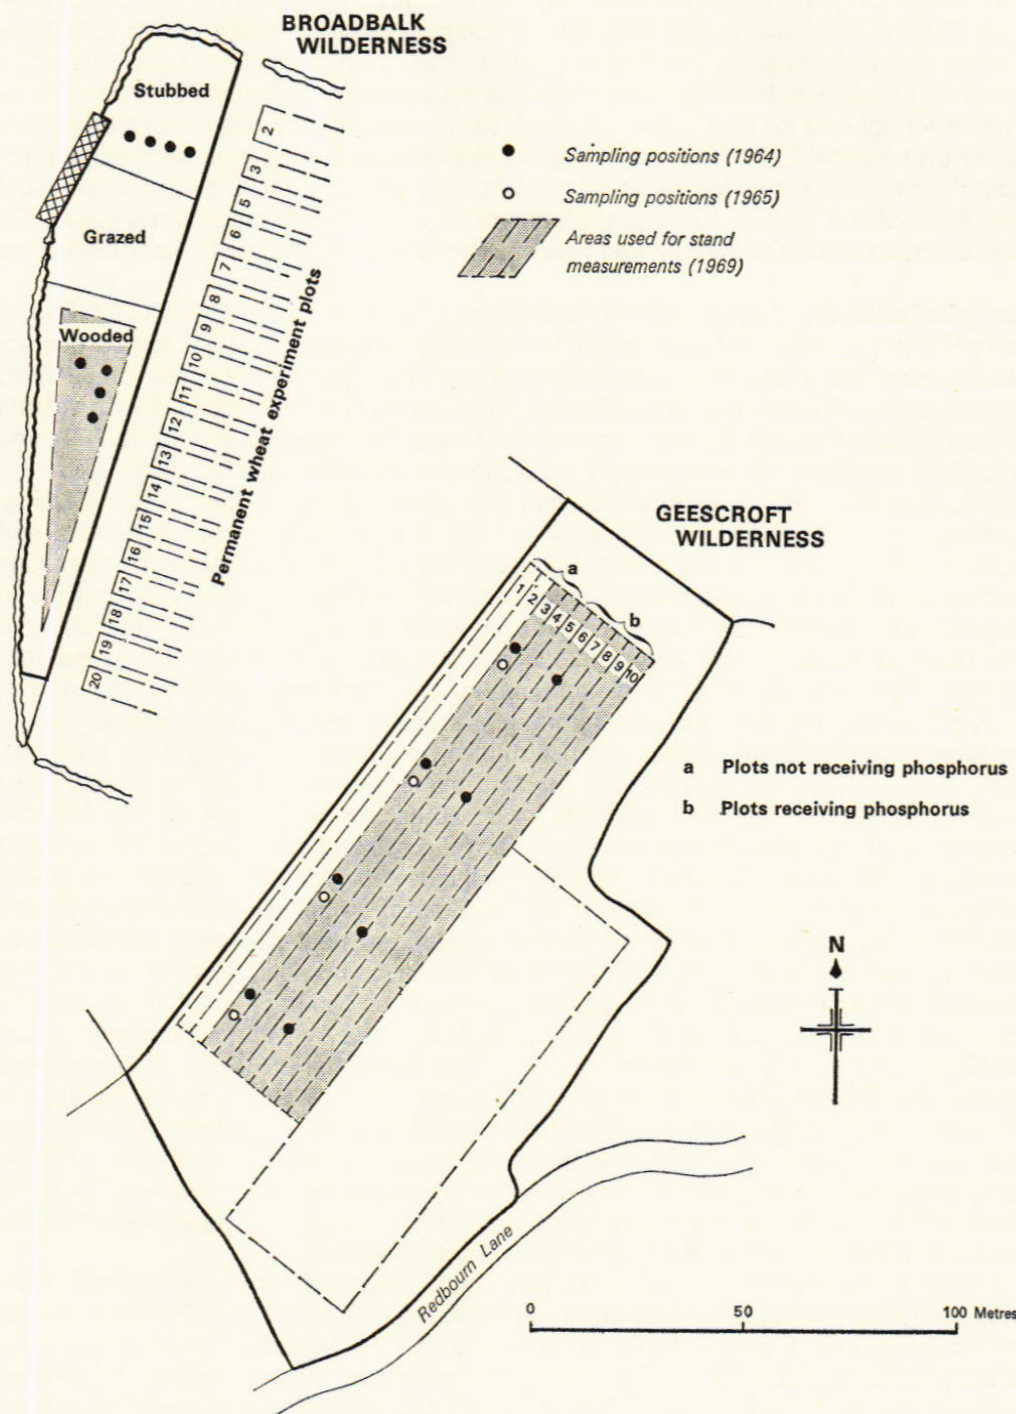 BROADBALK
WILDERNESS
Stubbed
Grazed
Wooded
2
3
5
6
7
8
9
10
11
12
13
14
15
16
17
18
19
20
Permanent wheat experiment plots
Sampling positions (1964)
Sampling positions (1965)
Areas used for stand
measurements (1969)
GEESCROFT
WILDERNESS
a
b
1
2
3
4
5
6
7
8
9
10
a Plots not receiving phosphorus
b Plots receiving phosphorus
N
Redbourn Lane
0 50 100 Metres